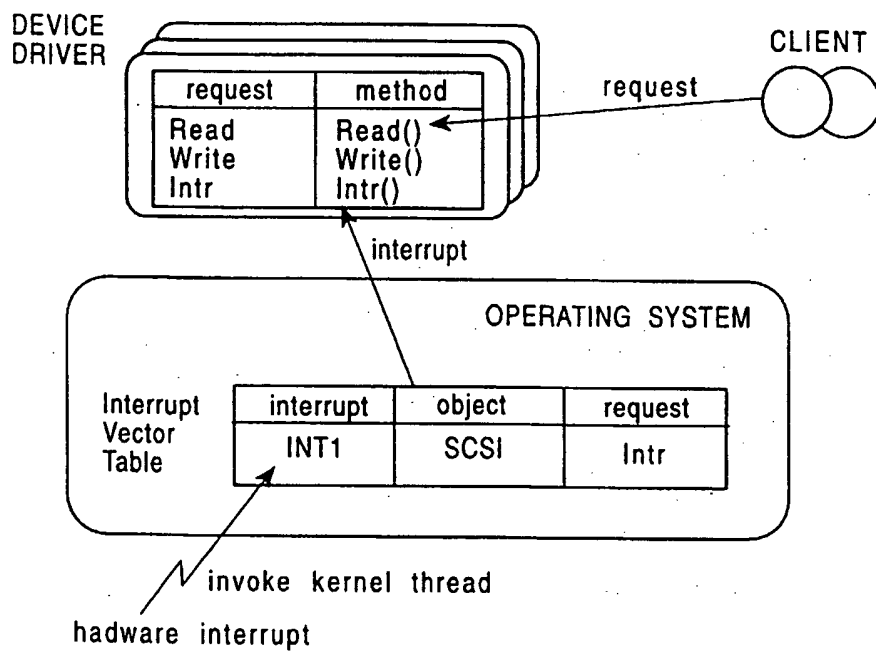 DEVICE
DRIVER
CLIENT
request method
request
Read Read()
Write Write()
Intr Intr()
interrupt
OPERATING SYSTEM
Interrupt
Vector
Table
interrupt object request
INT1 SCSI Intr
invoke kernel thread
hadware interrupt